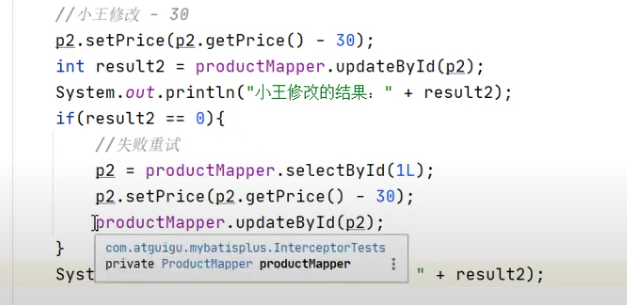 //小王修改 - 30
p2.setPrice(p2.getPrice() - 30);
int result2 = productMapper.updateById(p2);
System.out.println("小王修改的结果：" + result2);
if(result2 == 0){
//失败重试
p2 = productMapper.selectById(1L);
p2.setPrice(p2.getPrice() - 30);
productMapper.updateById(p2);
com.atguigu.mybatisplus.InterceptorTests
}
private ProductMapper productMapper
Syst " + result2);